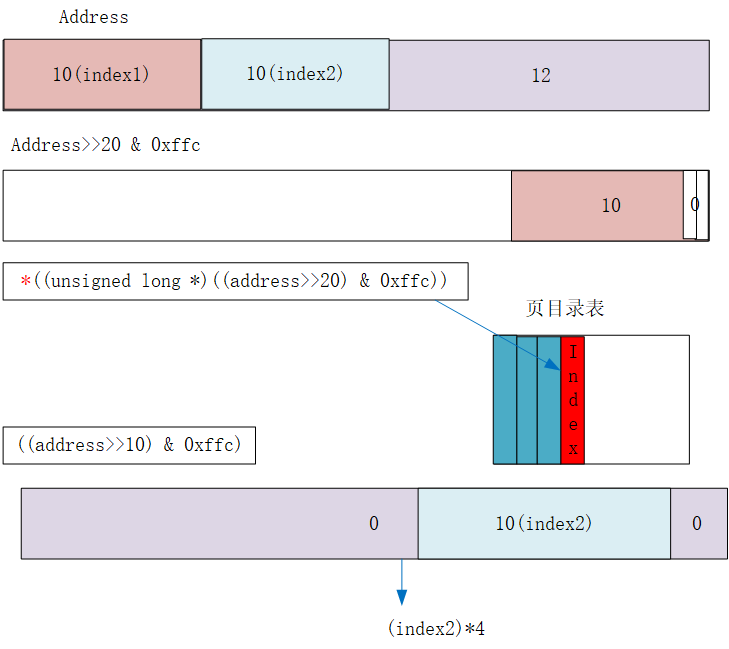 Address
10(index1) 10(index2) 12
Address>>20 & 0xffc
10 0
*((unsigned long *)((address>>20) & 0xffc))
页目录表
Index
((address>>10) & 0xffc)
0 10(index2) 0
(index2)*4